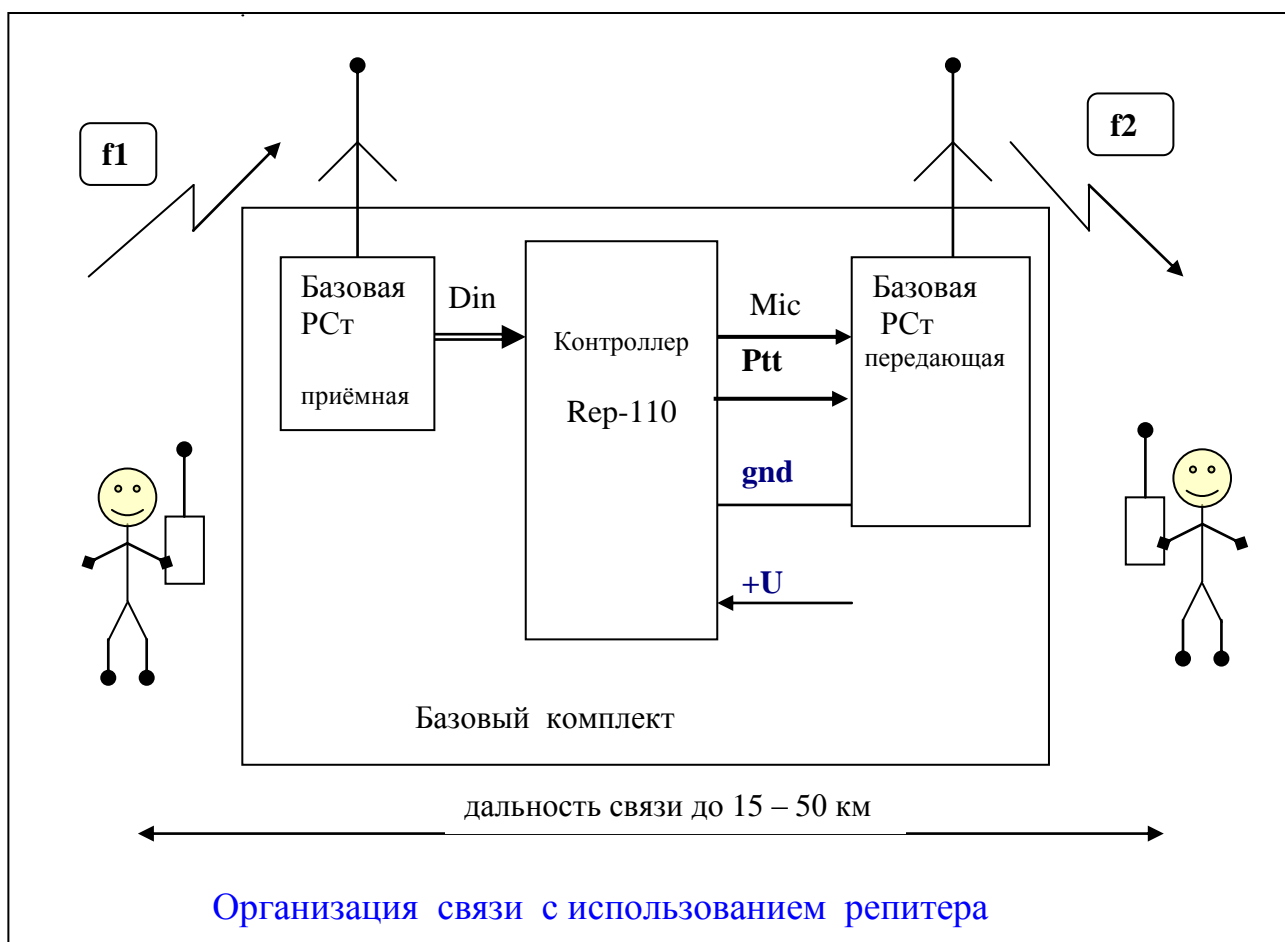 f1
f2
Базовая
РСт
приёмная
Din
Контроллер
Rep-110
Mic
Ptt
gnd
+U
Базовая
РСт
передающая
Базовый комплект
дальность связи до 15 – 50 км
Организация связи с использованием репитера